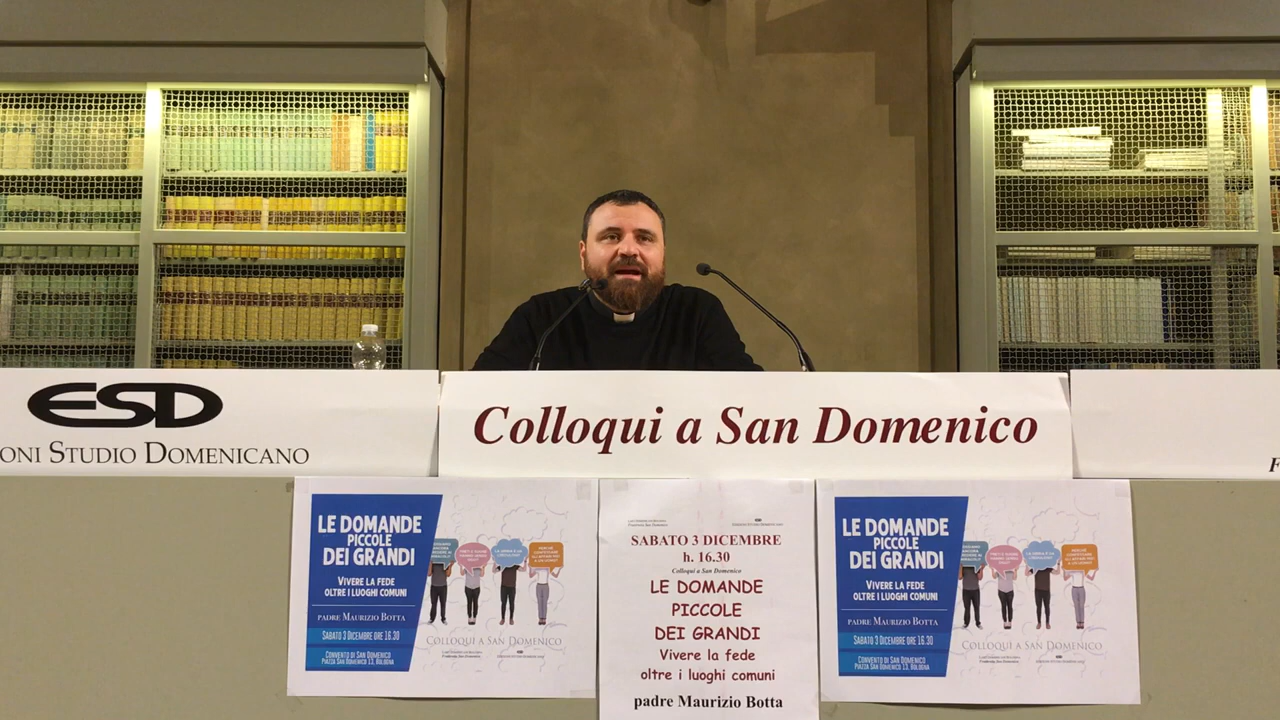 ESD
ONI STUDIO DOMENICANO
Colloqui a San Domenico
F
LE DOMANDE
PICCOLE
DEI GRANDI
VIVERE LA FEDE
OLTRE I LUOGHI COMUNI
PADRE MAURIZIO BOTTA
SABATO 3 DICEMBRE ORE 16.30
CONVENTO DI SAN DOMENICO
PIAZZA SAN DOMENICO 13, BOLOGNA
COLLOQUI A SAN DOMENICO
SABATO 3 DICEMBRE
h. 16.30
Colloqui a San Domenico
LE DOMANDE
PICCOLE
DEI GRANDI
Vivere la fede
oltre i luoghi comuni
padre Maurizio Botta
LE DOMANDE
PICCOLE
DEI GRANDI
VIVERE LA FEDE
OLTRE I LUOGHI COMUNI
PADRE MAURIZIO BOTTA
SABATO 3 DICEMBRE ORE 16.30
CONVENTO DI SAN DOMENICO
PIAZZA SAN DOMENICO 13, BOLOGNA
COLLOQUI A SAN DOMENICO